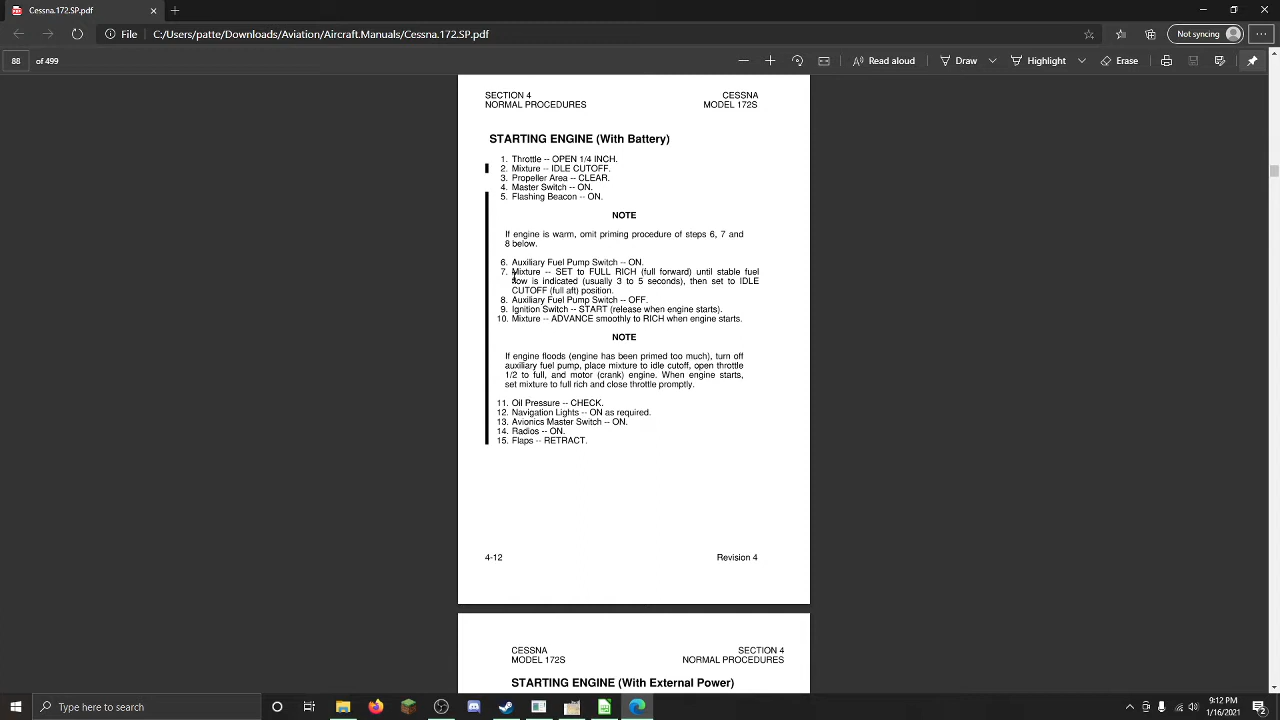 Cessna.172.SP.pdf
File C:/Users/patte/Downloads/Aviation/Aircraft.Manuals/Cessna.172.SP.pdf
Not syncing
88 of 499
Read aloud
Draw
Highlight
Erase
SECTION 4 CESSNA
NORMAL PROCEDURES MODEL 172S
STARTING ENGINE (With Battery)
1. Throttle -- OPEN 1/4 INCH.
2. Mixture -- IDLE CUTOFF.
3. Propeller Area -- CLEAR.
4. Master Switch -- ON.
5. Flashing Beacon -- ON.
NOTE
If engine is warm, omit priming procedure of steps 6, 7 and
8 below.
6. Auxiliary Fuel Pump Switch -- ON.
7. Mixture -- SET to FULL RICH (full forward) until stable fuel
flow is indicated (usually 3 to 5 seconds), then set to IDLE
CUTOFF (full aft) position.
8. Auxiliary Fuel Pump Switch -- OFF.
9. Ignition Switch -- START (release when engine starts).
10. Mixture -- ADVANCE smoothly to RICH when engine starts.
NOTE
If engine floods (engine has been primed too much), turn off
auxiliary fuel pump, place mixture to idle cutoff, open throttle
1/2 to full, and motor (crank) engine. When engine starts,
set mixture to full rich and close throttle promptly.
11. Oil Pressure -- CHECK.
12. Navigation Lights -- ON as required.
13. Avionics Master Switch -- ON.
14. Radios -- ON.
15. Flaps -- RETRACT.
4-12 Revision 4
CESSNA SECTION 4
MODEL 172S NORMAL PROCEDURES
STARTING ENGINE (With External Power)
Type here to search
9:12 PM
1/16/2021